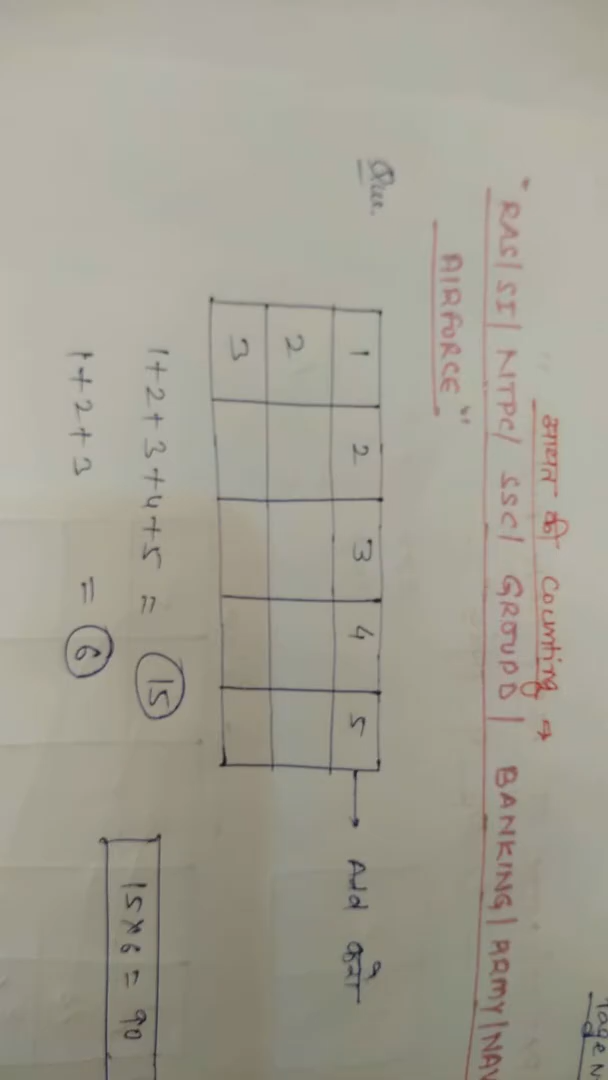 Page N
आयत की Counting →
"RAS/ SI/ NTPC/ SSC/ GROUP D/ BANKING/ ARMY/ NAV
AIRFORCE"
Que.
1 2 3 4 5 → Add करेंगे
2
3
1+2+3+4+5 = 15
1+2+3 = 6
15×6 = 90